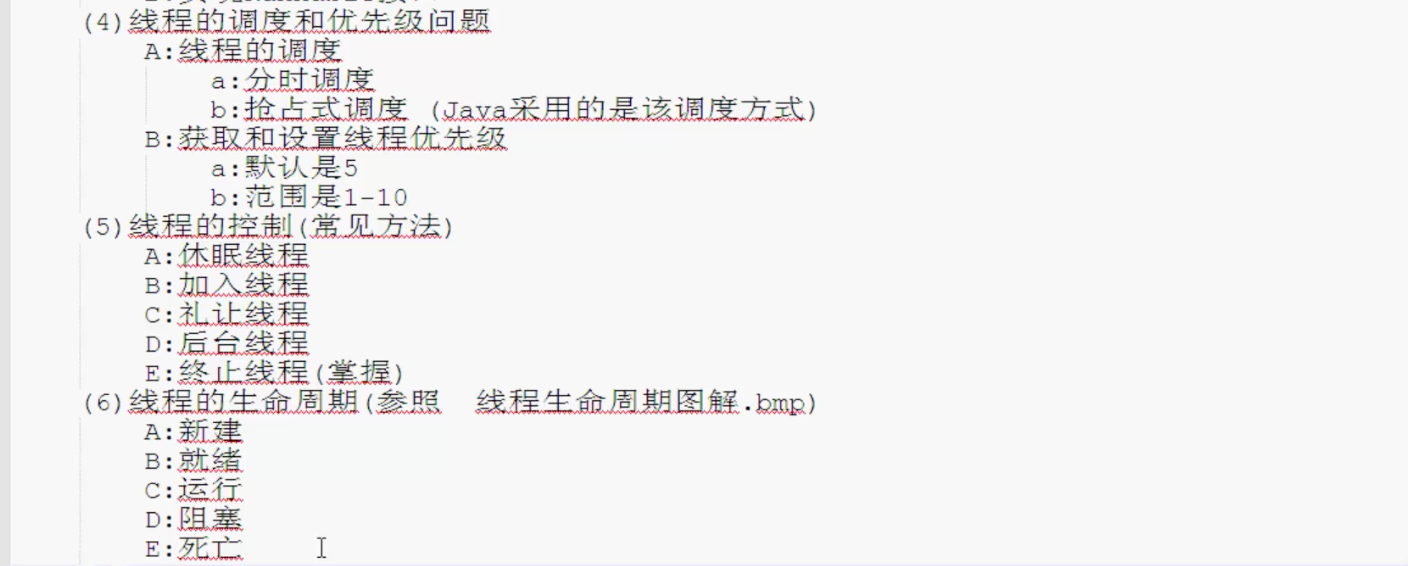 (4)线程的调度和优先级问题
A:线程的调度
a:分时调度
b:抢占式调度 (Java采用的是该调度方式)
B:获取和设置线程优先级
a:默认是5
b:范围是1-10
(5)线程的控制(常见方法)
A:休眠线程
B:加入线程
C:礼让线程
D:后台线程
E:终止线程(掌握)
(6)线程的生命周期(参照 线程生命周期图解.bmp)
A:新建
B:就绪
C:运行
D:阻塞
E:死亡